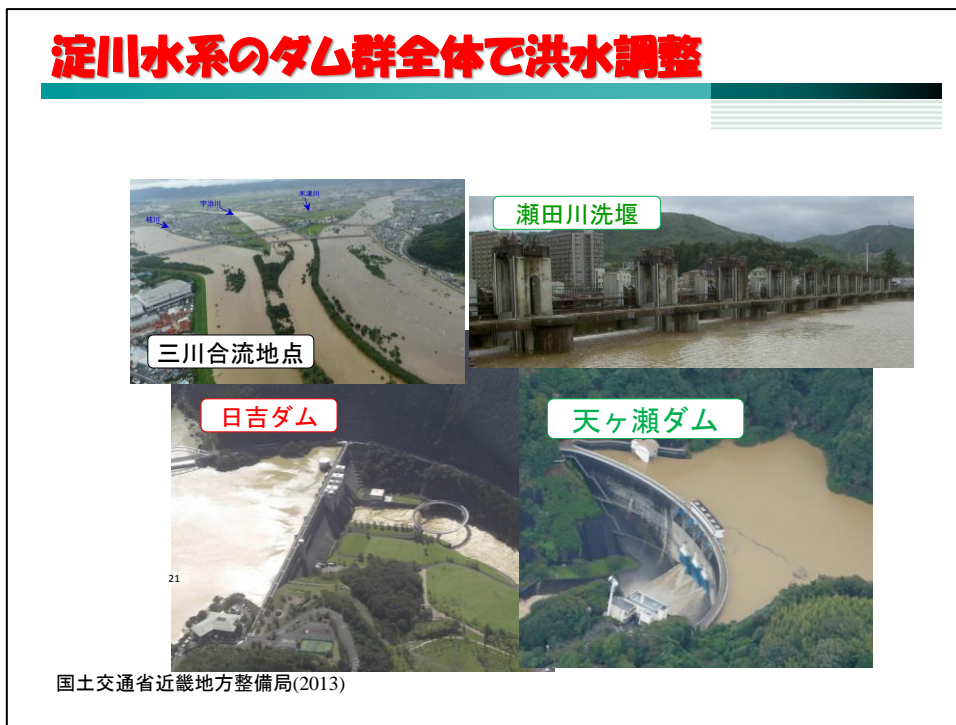 淀川水系のダム群全体で洪水調整
桂川
宇治川
木津川
三川合流地点
瀬田川洗堰
日吉ダム
天ヶ瀬ダム
21
国土交通省近畿地方整備局(2013)